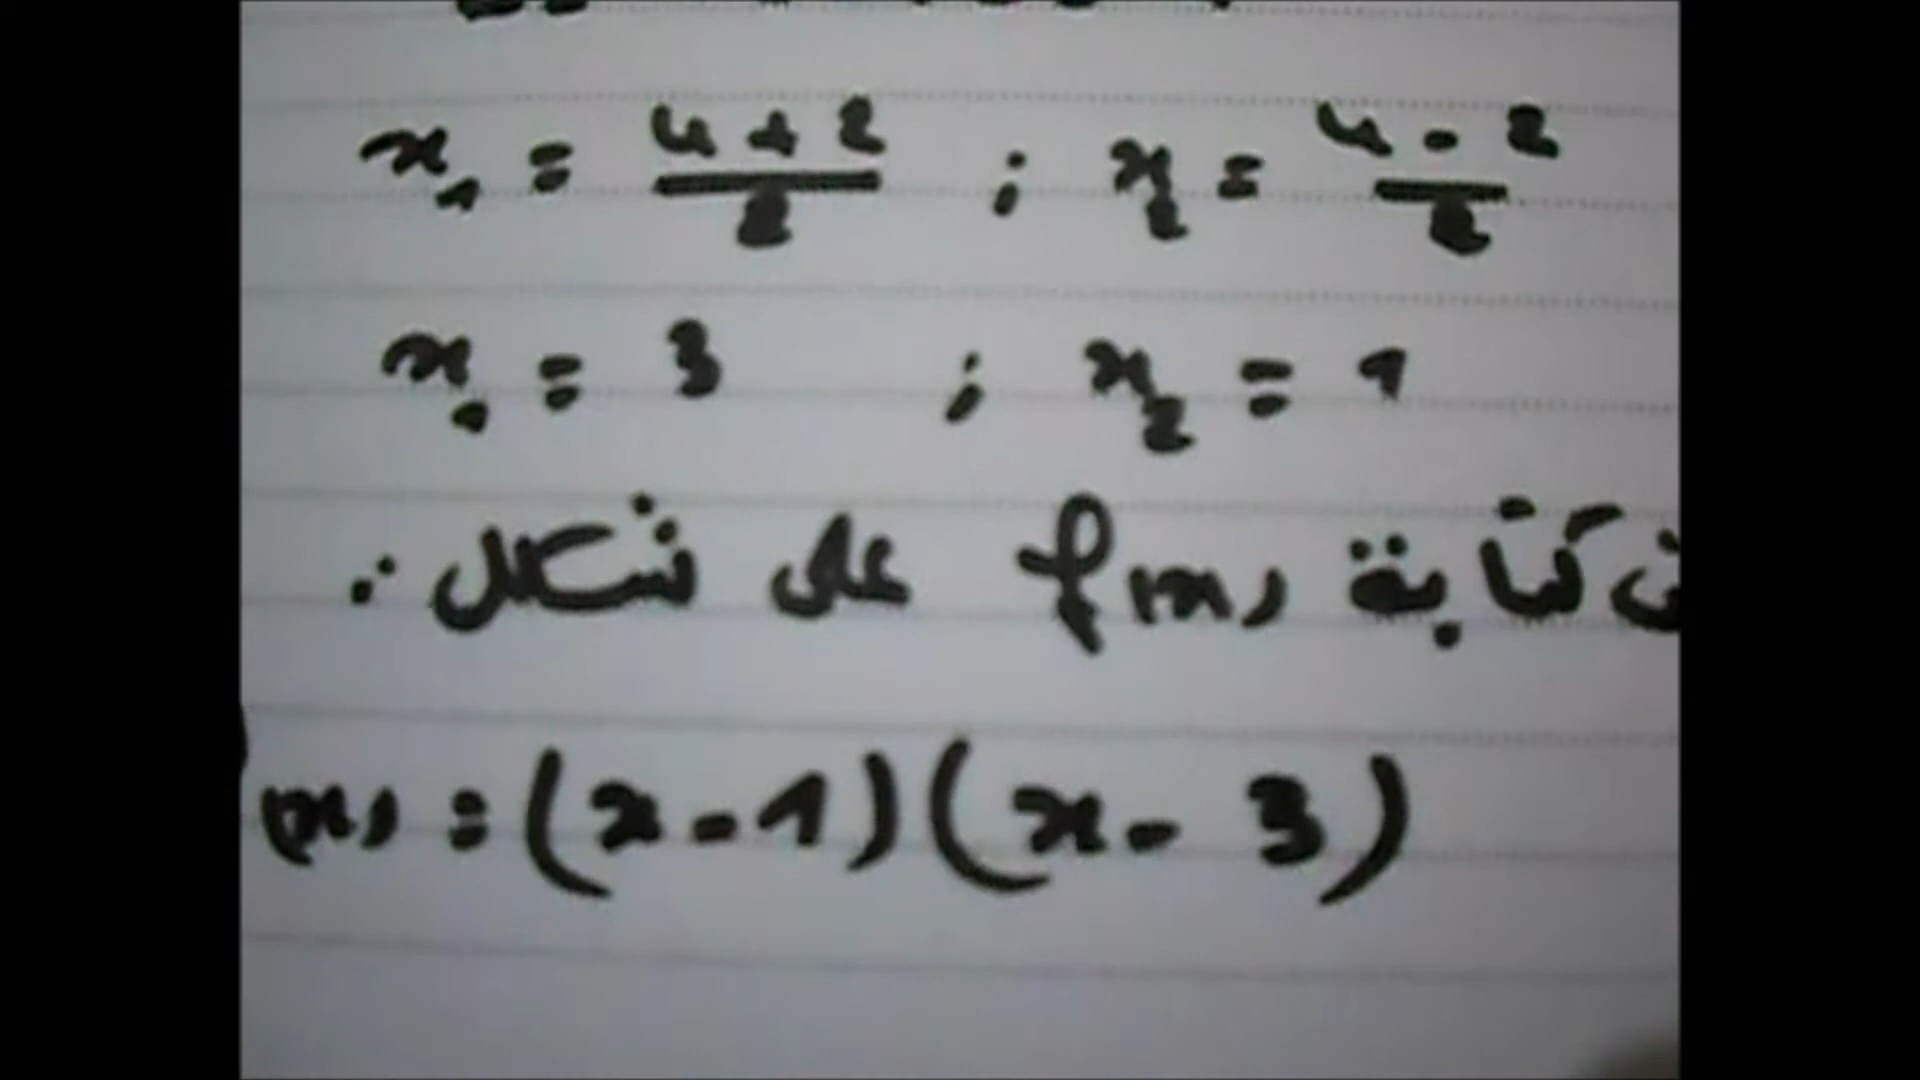 x₁ = (4 + 2)/2 ; x₂ = (4 - 2)/2
x₁ = 3 ; x₂ = 1
كتابة f(x) على شكل :
(x) = (x - 1)(x - 3)